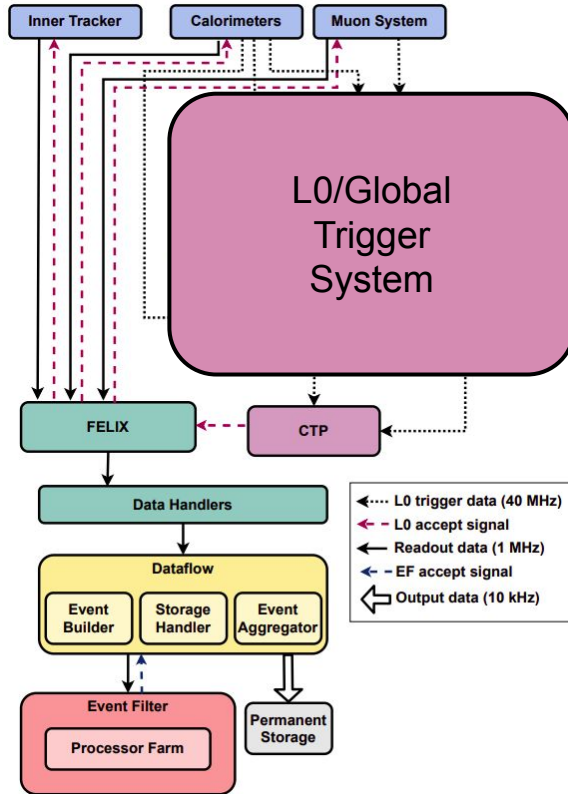 Inner Tracker
Calorimeters
Muon System
L0/Global
Trigger
System
FELIX
CTP
Data Handlers
L0 trigger data (40 MHz)
L0 accept signal
Readout data (1 MHz)
EF accept signal
Output data (10 kHz)
Dataflow
Event
Builder
Storage
Handler
Event
Aggregator
Event Filter
Processor Farm
Permanent
Storage